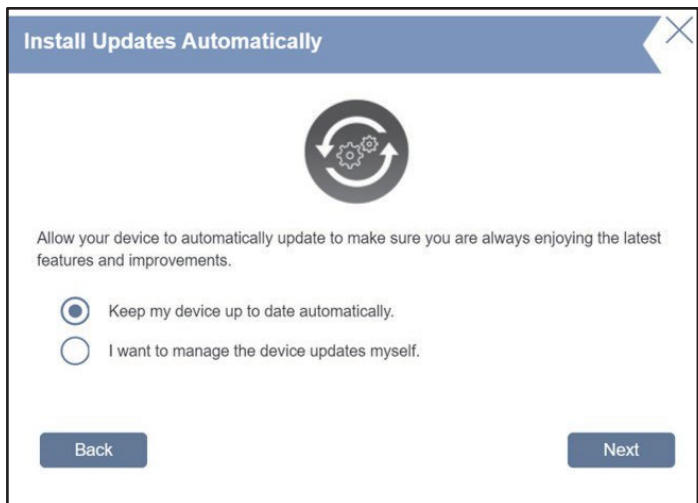 Install Updates Automatically
Allow your device to automatically update to make sure you are always enjoying the latest
features and improvements.
Keep my device up to date automatically.
I want to manage the device updates myself.
Back
Next